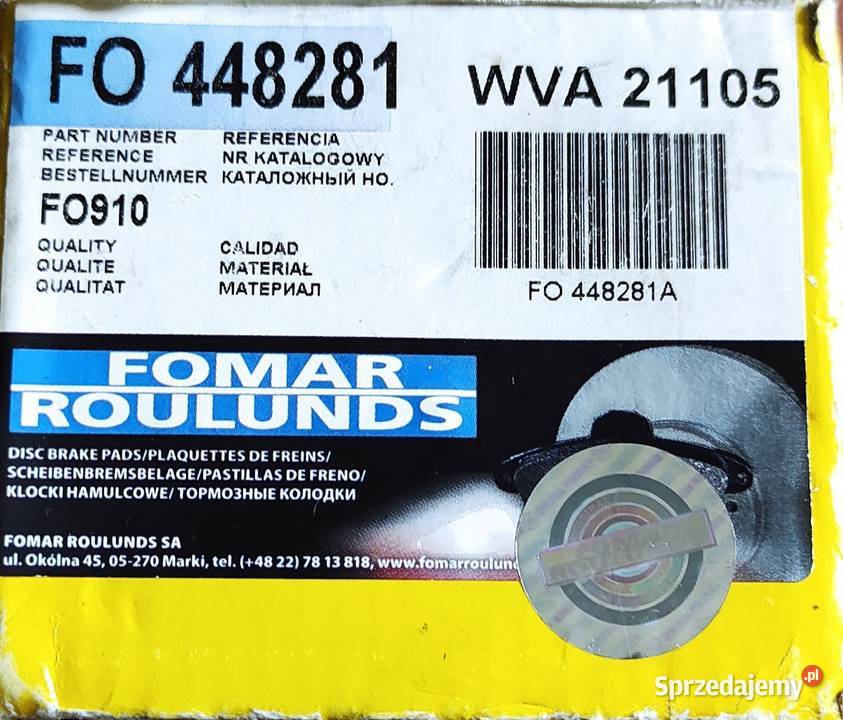 FO 448281
WVA 21105
PART NUMBER REFERENCIA
REFERENCE NR KATALOGOWY
BESTELLNUMMER КАТАЛОЖНЫЙ НО.
FO910
QUALITY CALIDAD
QUALITE MATERIAŁ
QUALITAT МАТЕРИАЛ
FO 448281A
FOMAR
ROULUNDS
DISC BRAKE PADS/PLAQUETTES DE FREINS/
SCHEIBENBREMSBELAGE/PASTILLAS DE FRENO/
KLOCKI HAMULCOWE/ ТОРМОЗНЫЕ КОЛОДКИ
FOMAR ROULUNDS SA
ul. Okólna 45, 05-270 Marki, tel. (+48 22) 78 13 818, www.fomarroulun
Sprzedajemy.pl